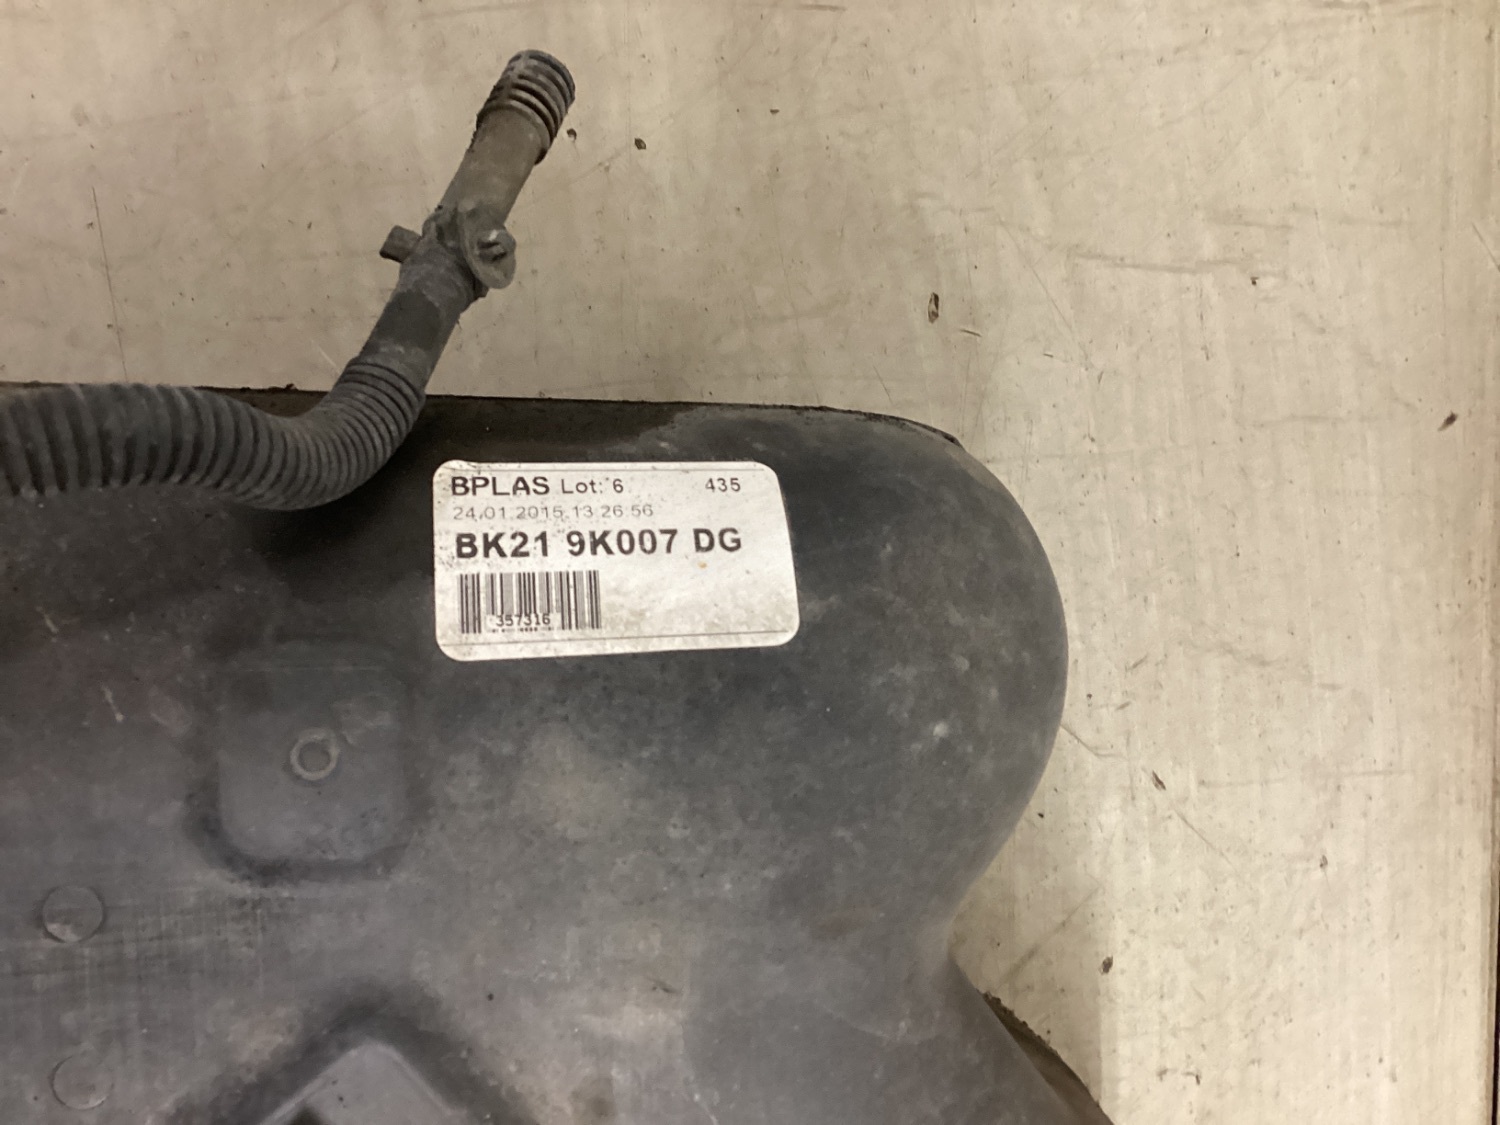 BPLAS Lot: 6 435
24.01.2015 13 26 56
BK21 9K007 DG
357316